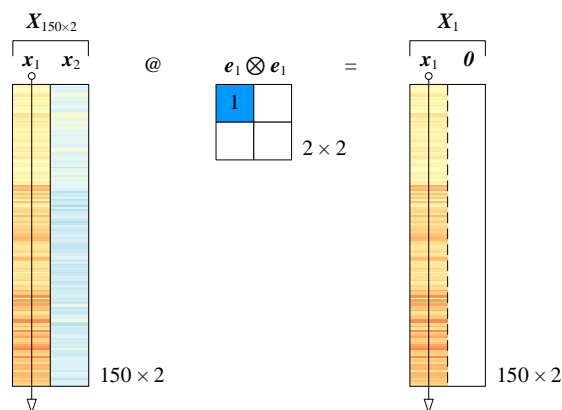 X₁₅₀×₂ X₁
x₁ x₂ @ e₁ ⊗ e₁ = x₁ 0
1
2 × 2
150 × 2 150 × 2